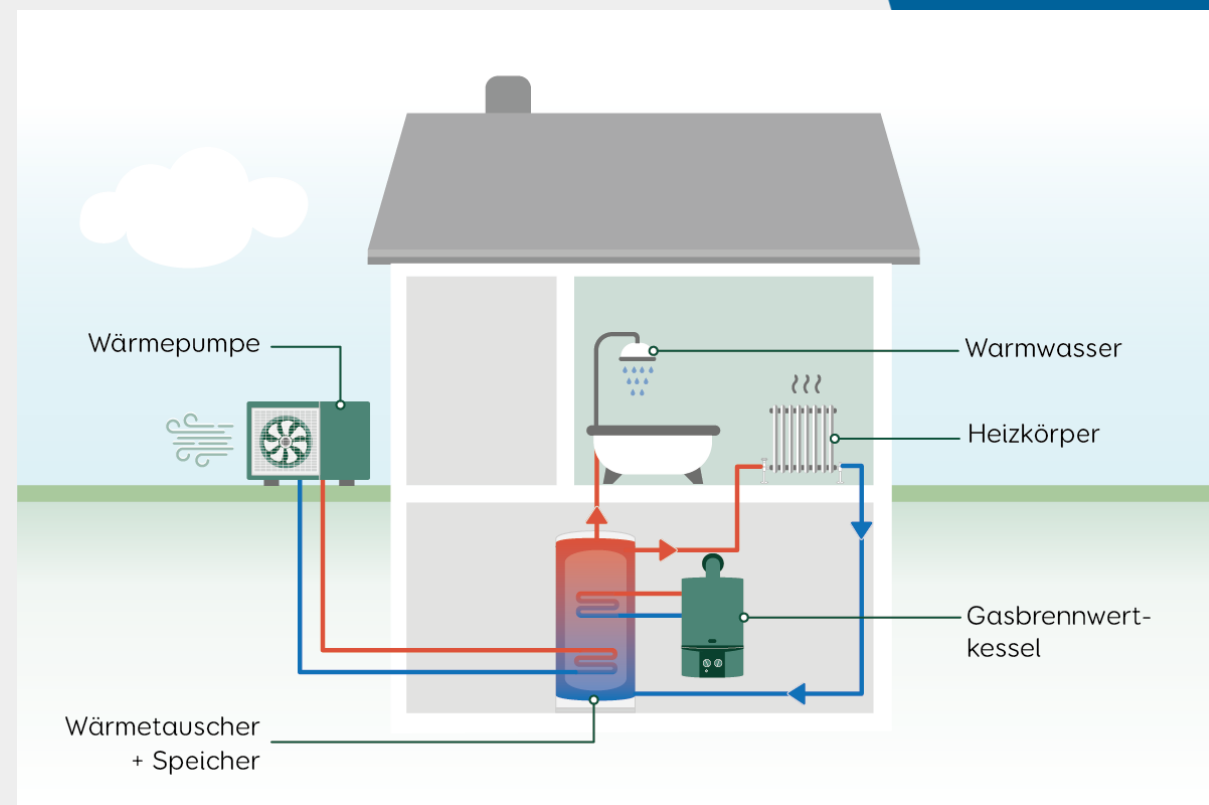 Wärmepumpe
Warmwasser
Heizkörper
Gasbrennwert-
kessel
Wärmetauscher
+ Speicher